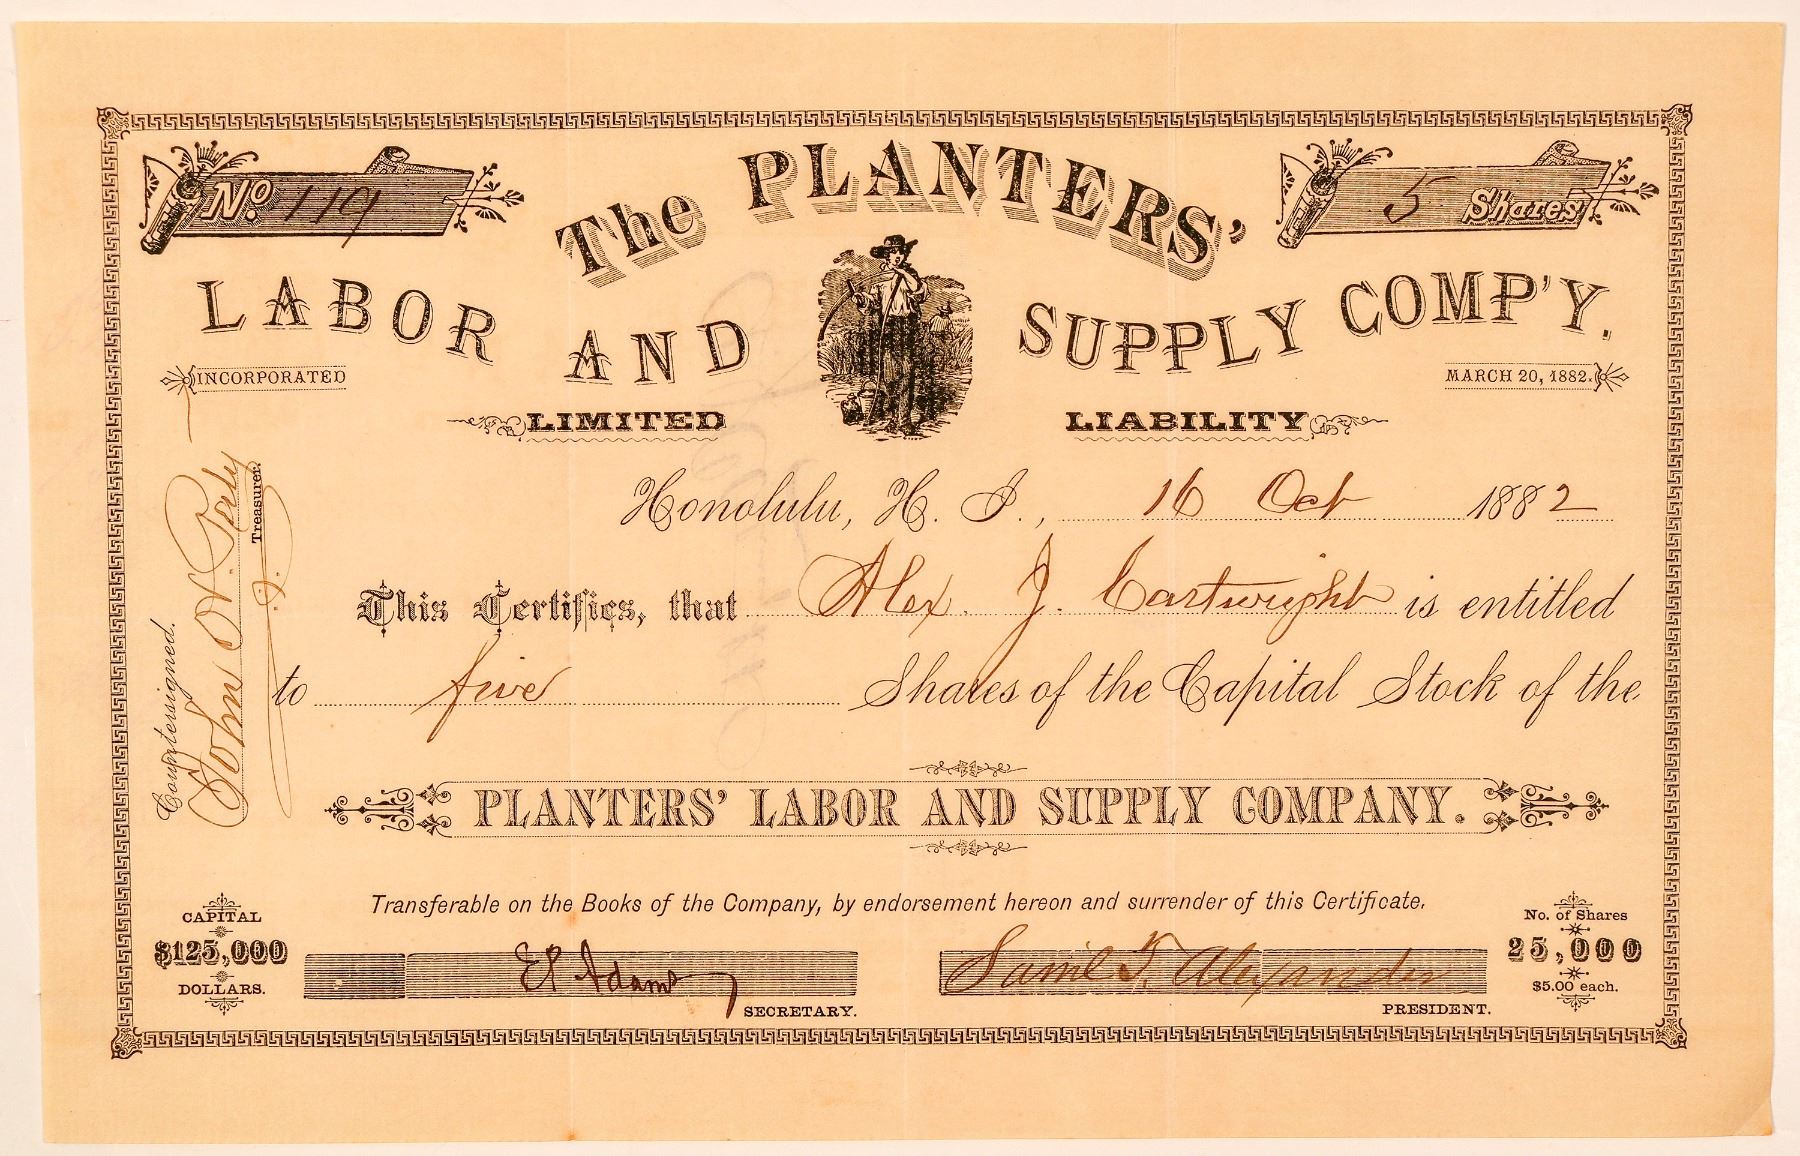 No. 119
5 Shares
The PLANTERS'
LABOR AND SUPPLY COMP'Y.
INCORPORATED MARCH 20, 1882.
LIMITED LIABILITY
Honolulu, H. I., 16 Oct 1882
This Certifies, that Alex. J. Cartwright is entitled
to five Shares of the Capital Stock of the
PLANTERS' LABOR AND SUPPLY COMPANY.
Transferable on the Books of the Company, by endorsement hereon and surrender of this Certificate.
Countersigned.
John
Treasurer.
CAPITAL
$125,000
DOLLARS.
EP Adams
SECRETARY.
Saml T. Alexander
PRESIDENT.
No. of Shares
25,000
$5.00 each.